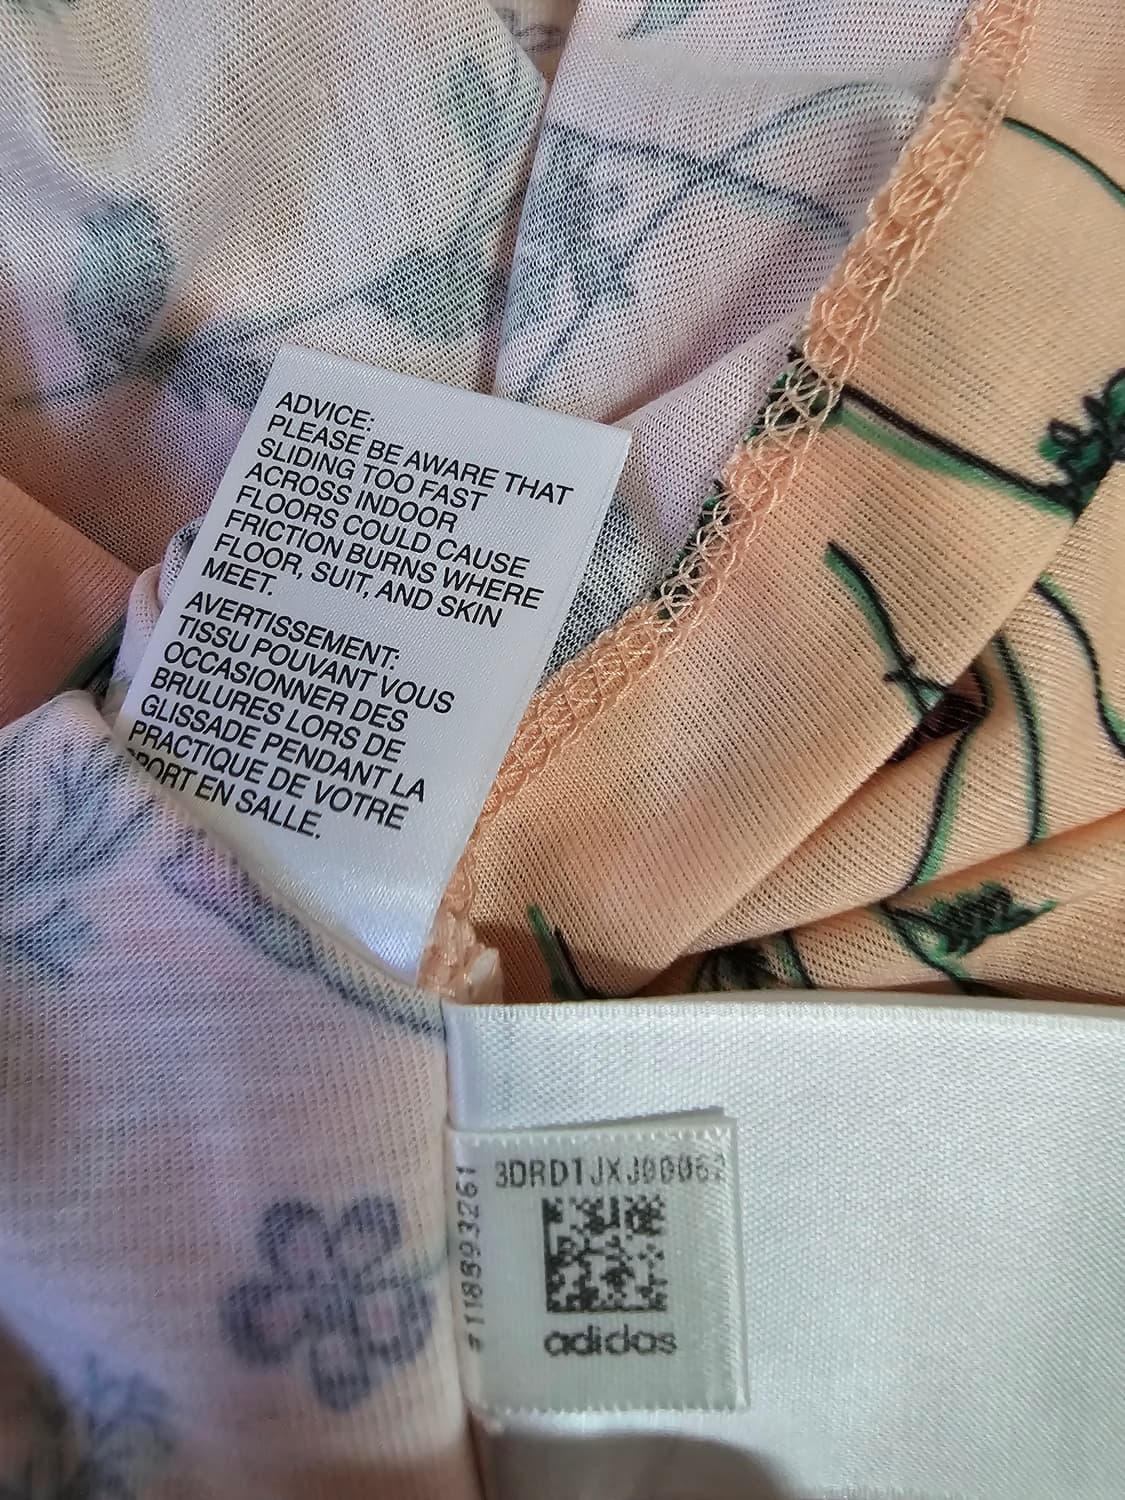 ADVICE:
PLEASE BE AWARE THAT
SLIDING TOO FAST
ACROSS INDOOR
FLOORS COULD CAUSE
FRICTION BURNS WHERE
FLOOR, SUIT, AND SKIN
MEET.
AVERTISSEMENT:
TISSU POUVANT VOUS
OCCASIONNER DES
BRULURES LORS DE
GLISSADE PENDANT LA
PRACTIQUE DE VOTRE
SPORT EN SALLE.
3DRDTJXJ00062
#11893261
adidas